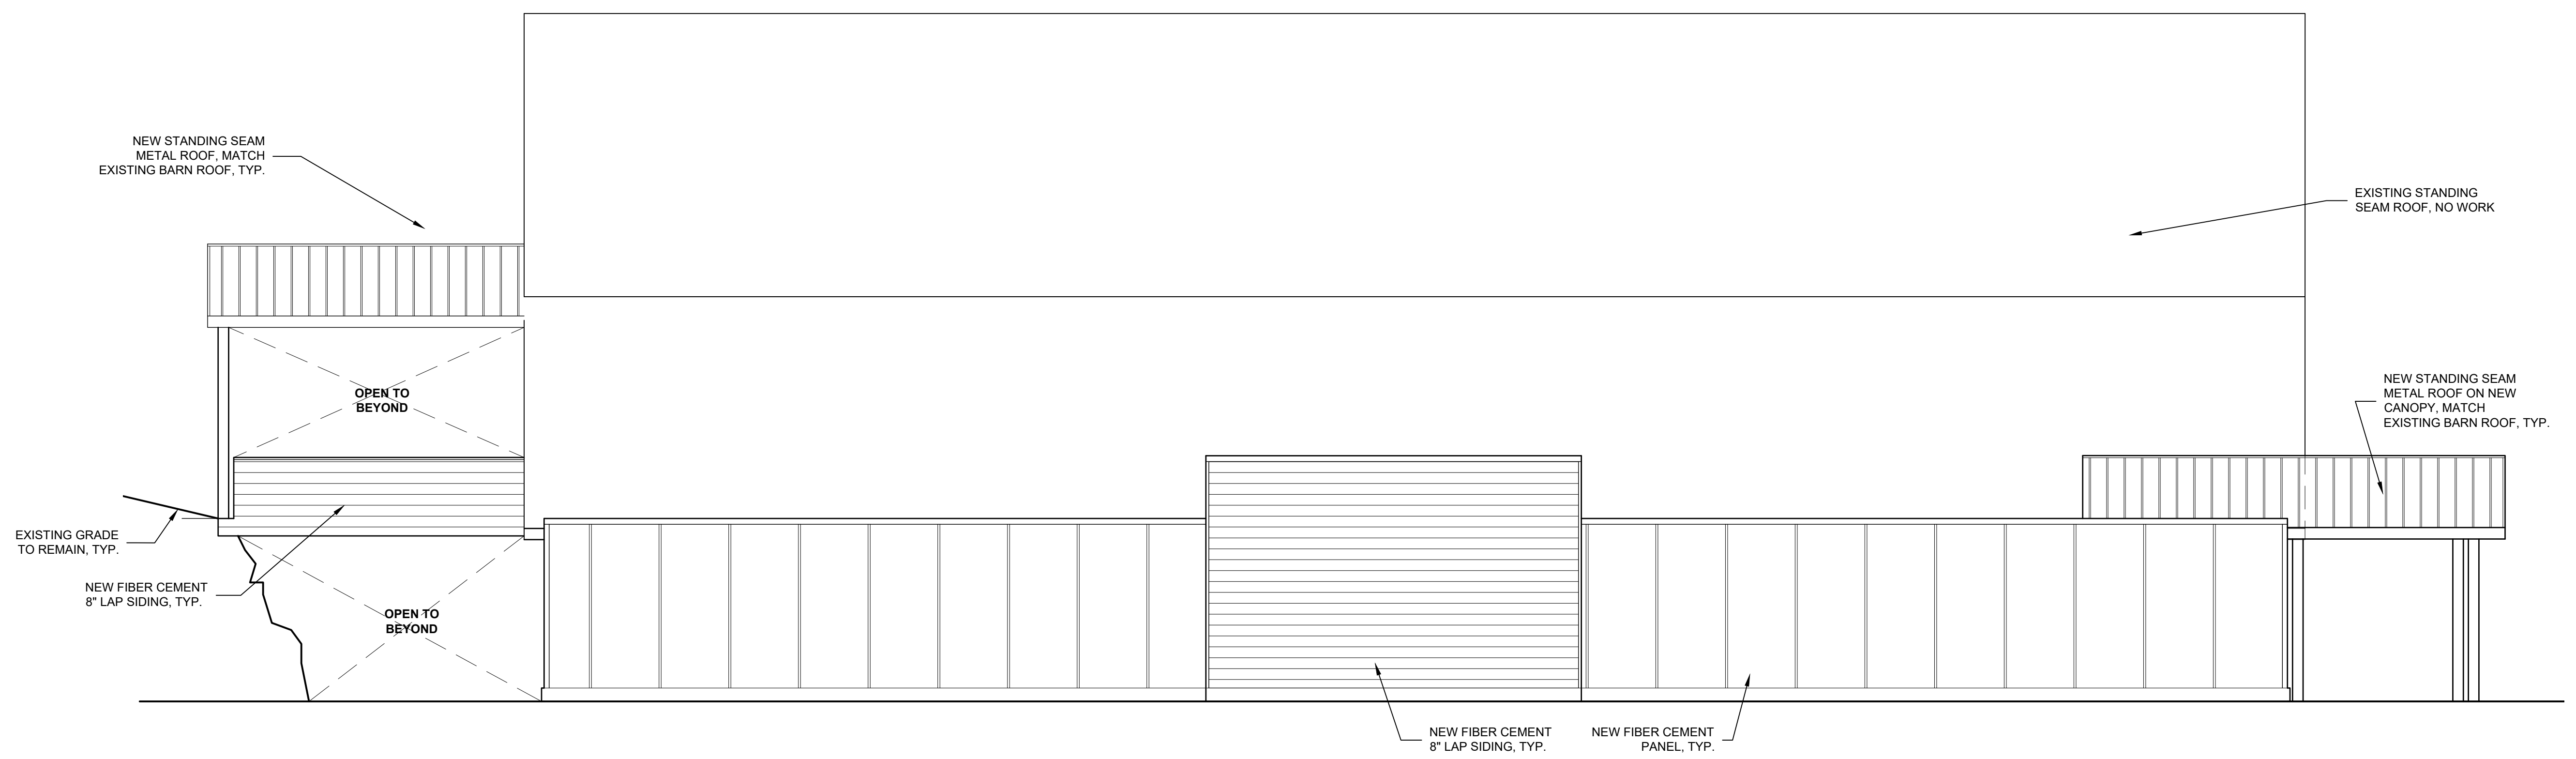 NEW STANDING SEAM
METAL ROOF, MATCH
EXISTING BARN ROOF, TYP.
EXISTING STANDING
SEAM ROOF, NO WORK
OPEN TO
BEYOND
NEW STANDING SEAM
METAL ROOF ON NEW
CANOPY, MATCH
EXISTING BARN ROOF, TYP.
EXISTING GRADE
TO REMAIN, TYP.
NEW FIBER CEMENT
8" LAP SIDING, TYP.
OPEN TO
BEYOND
NEW FIBER CEMENT
8" LAP SIDING, TYP.
NEW FIBER CEMENT
PANEL, TYP.